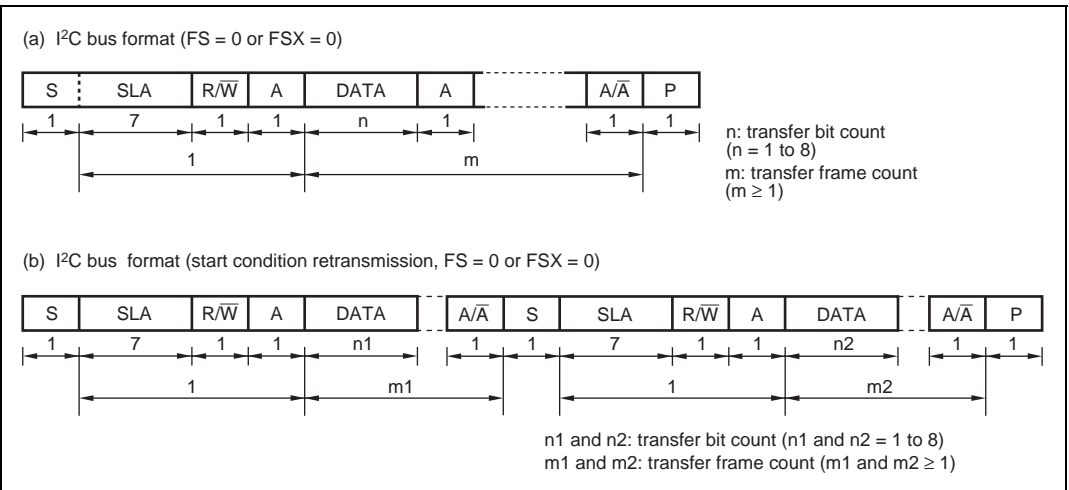 (a) I²C bus format (FS = 0 or FSX = 0)
S SLA R/W̅ A DATA A A/A̅ P
1 7 1 1 n 1 1 1
1 m
n: transfer bit count
(n = 1 to 8)
m: transfer frame count
(m ≥ 1)
(b) I²C bus format (start condition retransmission, FS = 0 or FSX = 0)
S SLA R/W̅ A DATA A/A̅ S SLA R/W̅ A DATA A/A̅ P
1 7 1 1 n1 1 1 7 1 1 n2 1 1
1 m1 1 m2
n1 and n2: transfer bit count (n1 and n2 = 1 to 8)
m1 and m2: transfer frame count (m1 and m2 ≥ 1)